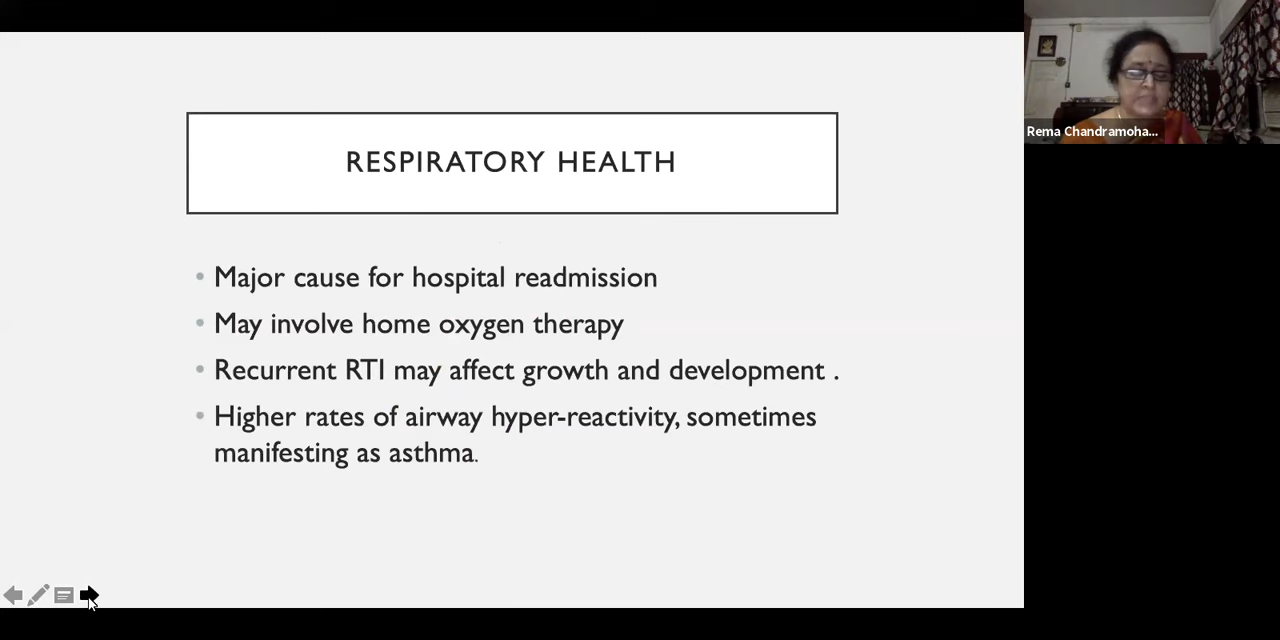 RESPIRATORY HEALTH
• Major cause for hospital readmission
• May involve home oxygen therapy
• Recurrent RTI may affect growth and development .
• Higher rates of airway hyper-reactivity, sometimes
manifesting as asthma.
Rema Chandramoha...